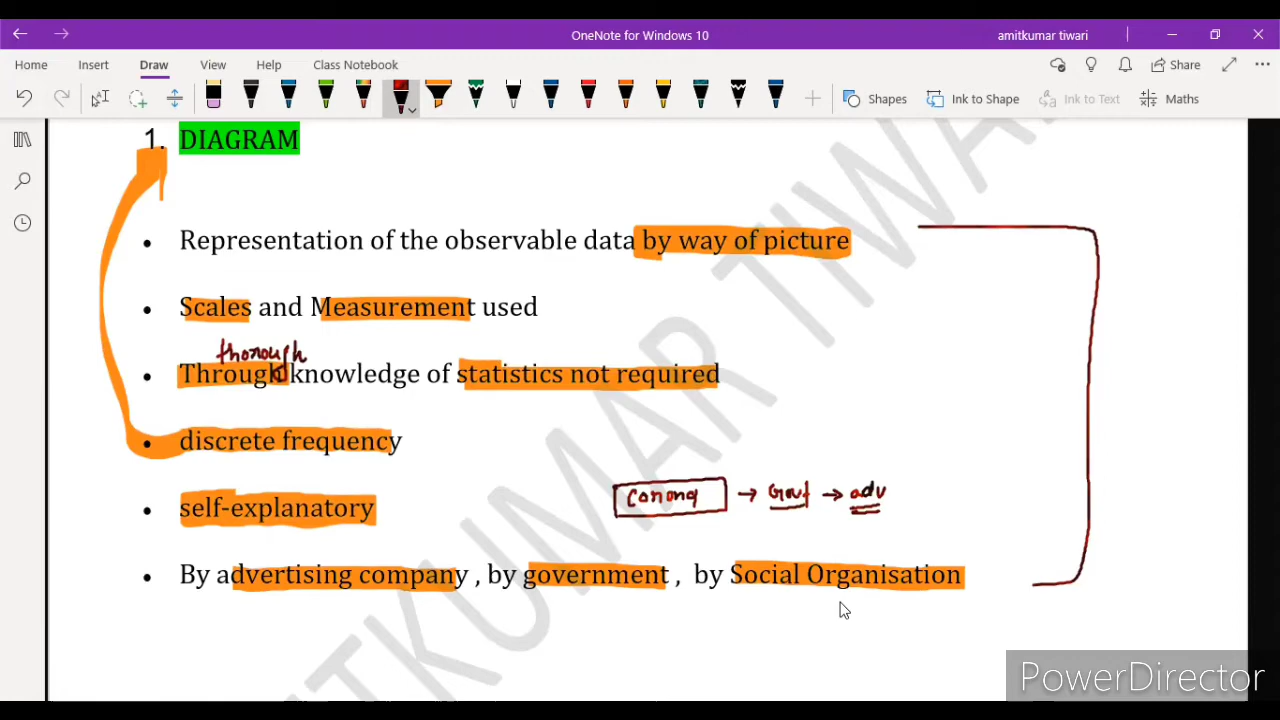 OneNote for Windows 10
amitkumar tiwari
Home Insert Draw View Help Class Notebook Share
Shapes Ink to Shape Ink to Text Maths
1. DIAGRAM
• Representation of the observable data by way of picture
• Scales and Measurement used
thorough
• Through knowledge of statistics not required
• discrete frequency
• self-explanatory
Corona → Govt → adv
• By advertising company , by government , by Social Organisation
ITKUMAR TIWA
PowerDirector